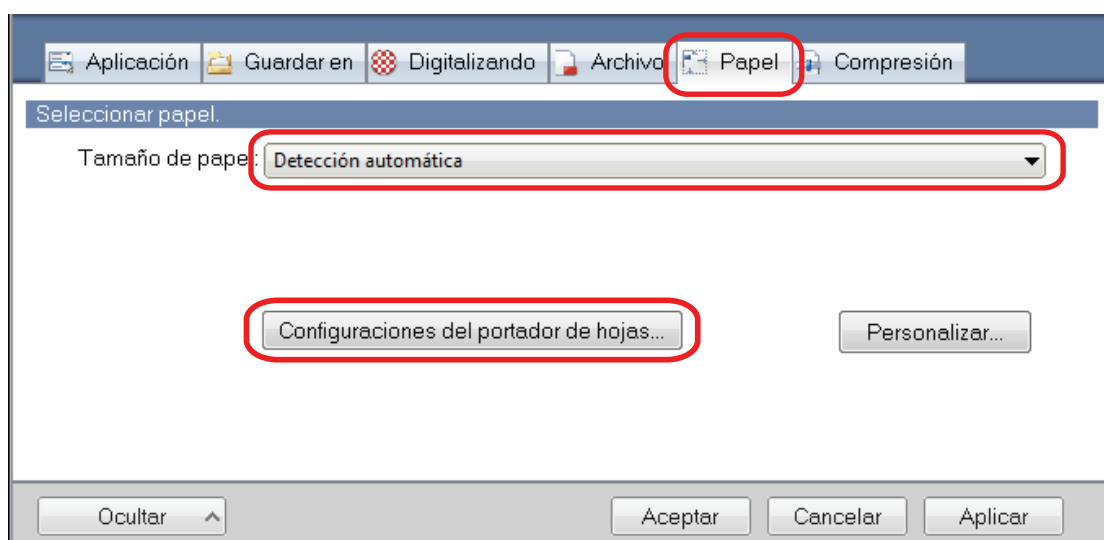 Aplicación Guardar en Digitalizando Archivo Papel Compresión
Seleccionar papel.
Tamaño de papel: Detección automática
Configuraciones del portador de hojas... Personalizar...
Ocultar Aceptar Cancelar Aplicar